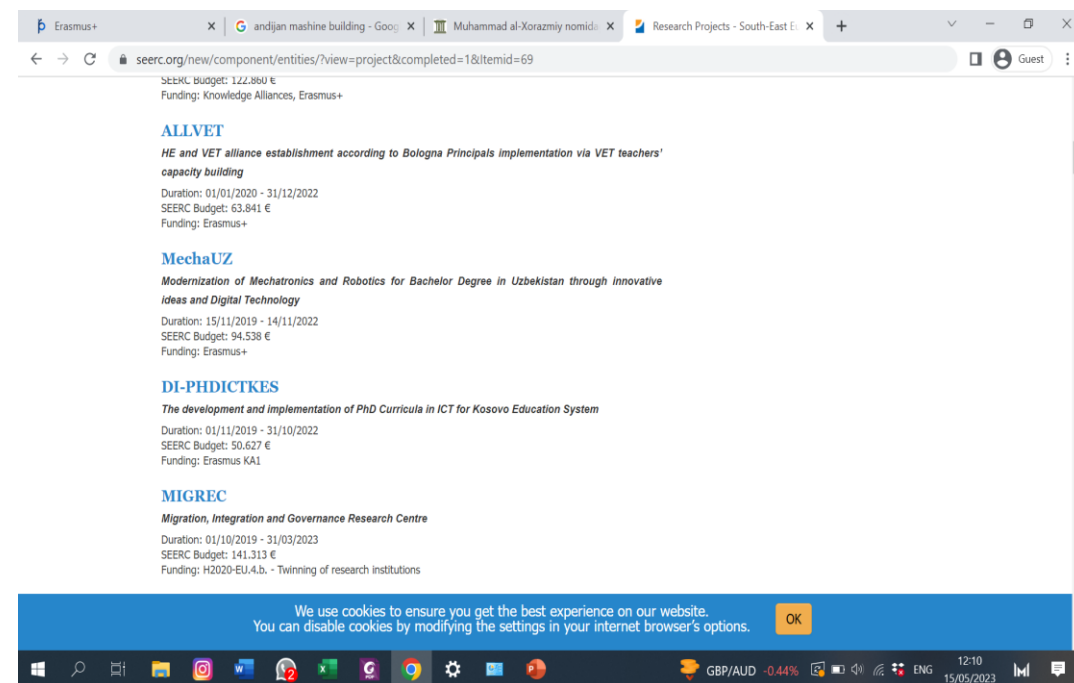 Erasmus+
andijan mashine building - Goog
Muhammad al-Xorazmiy nomida
Research Projects - South-East E
seerc.org/new/component/entities/?view=project&completed=1&Itemid=69
Guest
SEERC Budget: 122.860 €
Funding: Knowledge Alliances, Erasmus+
ALLVET
HE and VET alliance establishment according to Bologna Principals implementation via VET teachers'
capacity building
Duration: 01/01/2020 - 31/12/2022
SEERC Budget: 63.841 €
Funding: Erasmus+
MechaUZ
Modernization of Mechatronics and Robotics for Bachelor Degree in Uzbekistan through innovative
ideas and Digital Technology
Duration: 15/11/2019 - 14/11/2022
SEERC Budget: 94.538 €
Funding: Erasmus+
DI-PHDICTKES
The development and implementation of PhD Curricula in ICT for Kosovo Education System
Duration: 01/11/2019 - 31/10/2022
SEERC Budget: 50.627 €
Funding: Erasmus KA1
MIGREC
Migration, Integration and Governance Research Centre
Duration: 01/10/2019 - 31/03/2023
SEERC Budget: 141.313 €
Funding: H2020-EU.4.b. - Twinning of research institutions
We use cookies to ensure you get the best experience on our website.
You can disable cookies by modifying the settings in your internet browser's options.
OK
GBP/AUD -0.44%
ENG
12:10
15/05/2023